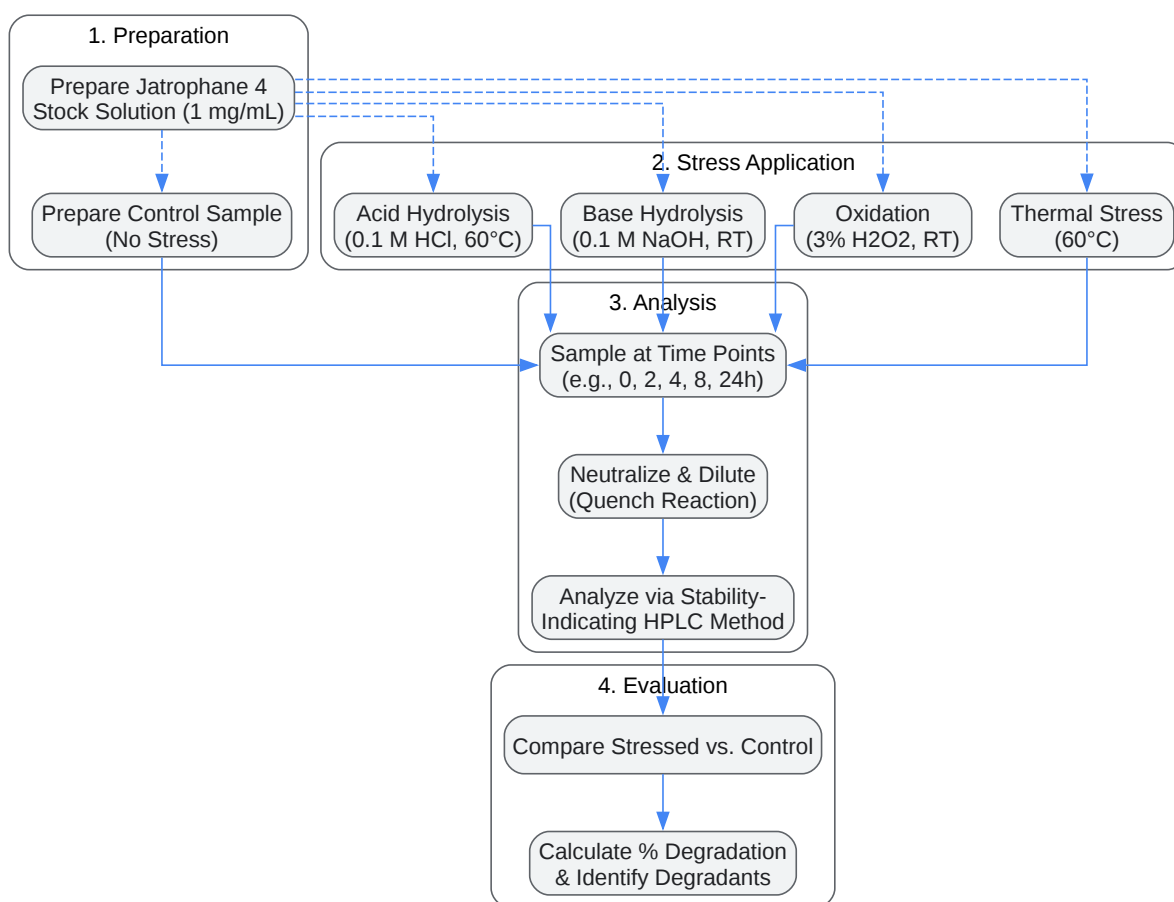 1. Preparation
Prepare Jatrophane 4
Stock Solution (1 mg/mL)
Prepare Control Sample
(No Stress)
2. Stress Application
Acid Hydrolysis
(0.1 M HCl, 60°C)
Base Hydrolysis
(0.1 M NaOH, RT)
Oxidation
(3% H2O2, RT)
Thermal Stress
(60°C)
3. Analysis
Sample at Time Points
(e.g., 0, 2, 4, 8, 24h)
Neutralize & Dilute
(Quench Reaction)
Analyze via Stability-
Indicating HPLC Method
4. Evaluation
Compare Stressed vs. Control
Calculate % Degradation
& Identify Degradants